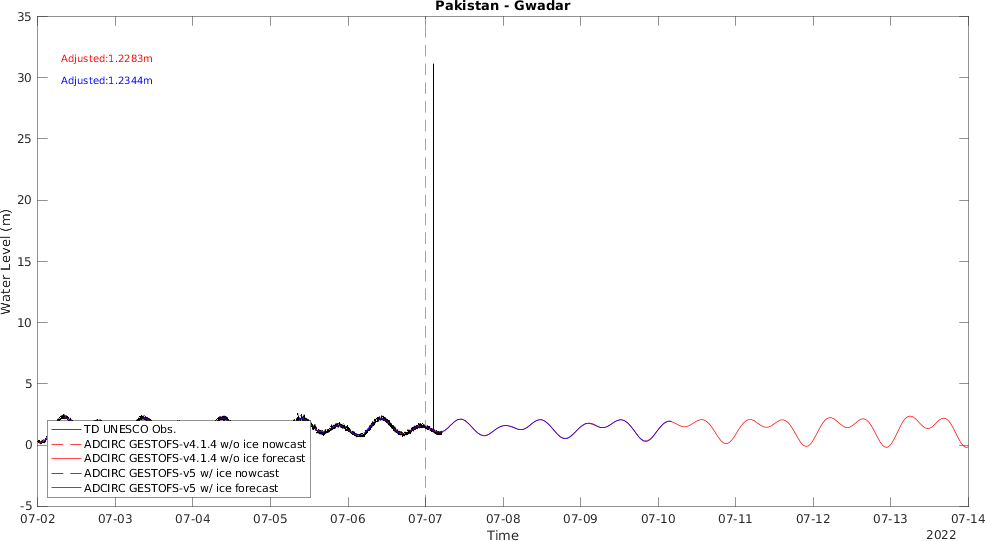 Pakistan - Gwadar
35
30
25
20
15
10
5
0
-5
Water Level (m)
Adjusted:1.2283m
Adjusted:1.2344m
TD UNESCO Obs.
ADCIRC GESTOFS-v4.1.4 w/o ice nowcast
ADCIRC GESTOFS-v4.1.4 w/o ice forecast
ADCIRC GESTOFS-v5 w/ ice nowcast
ADCIRC GESTOFS-v5 w/ ice forecast
07-02 07-03 07-04 07-05 07-06 07-07 07-08 07-09 07-10 07-11 07-12 07-13 07-14
Time
2022